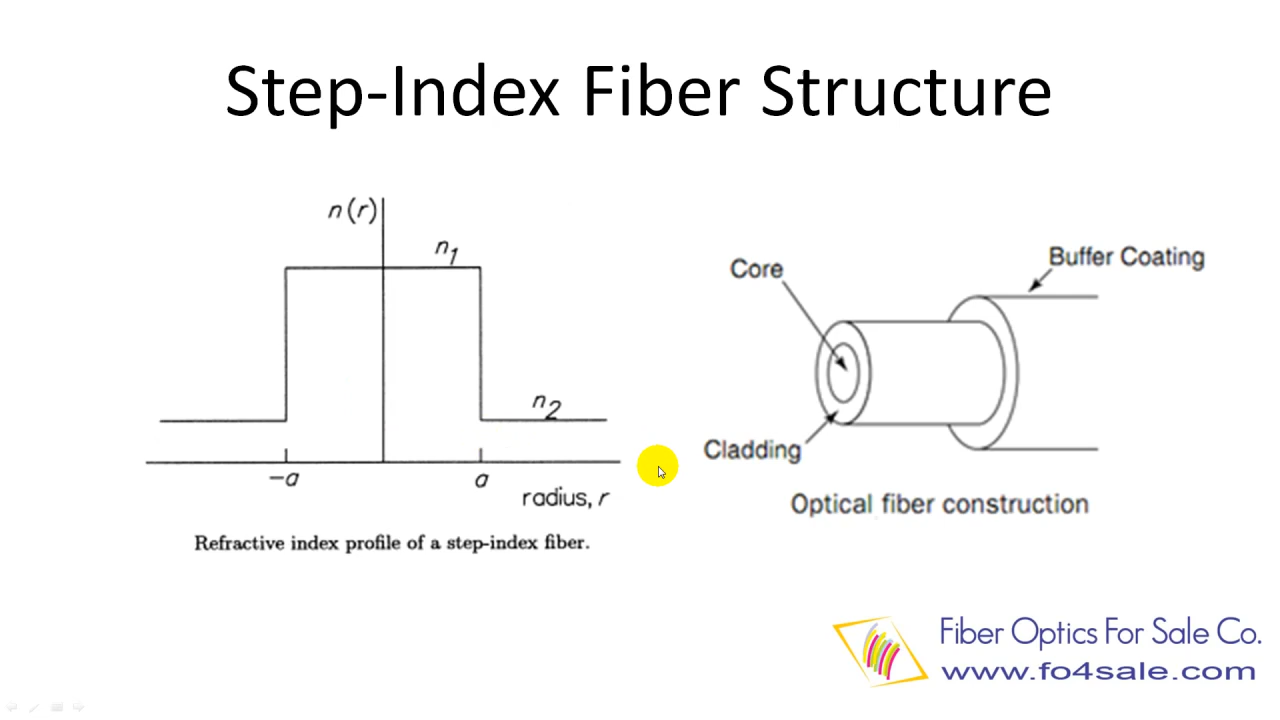 Step-Index Fiber Structure
n(r)
n1
n2
-a
a
radius, r
Refractive index profile of a step-index fiber.
Core
Buffer Coating
Cladding
Optical fiber construction
Fiber Optics For Sale Co.
www.fo4sale.com